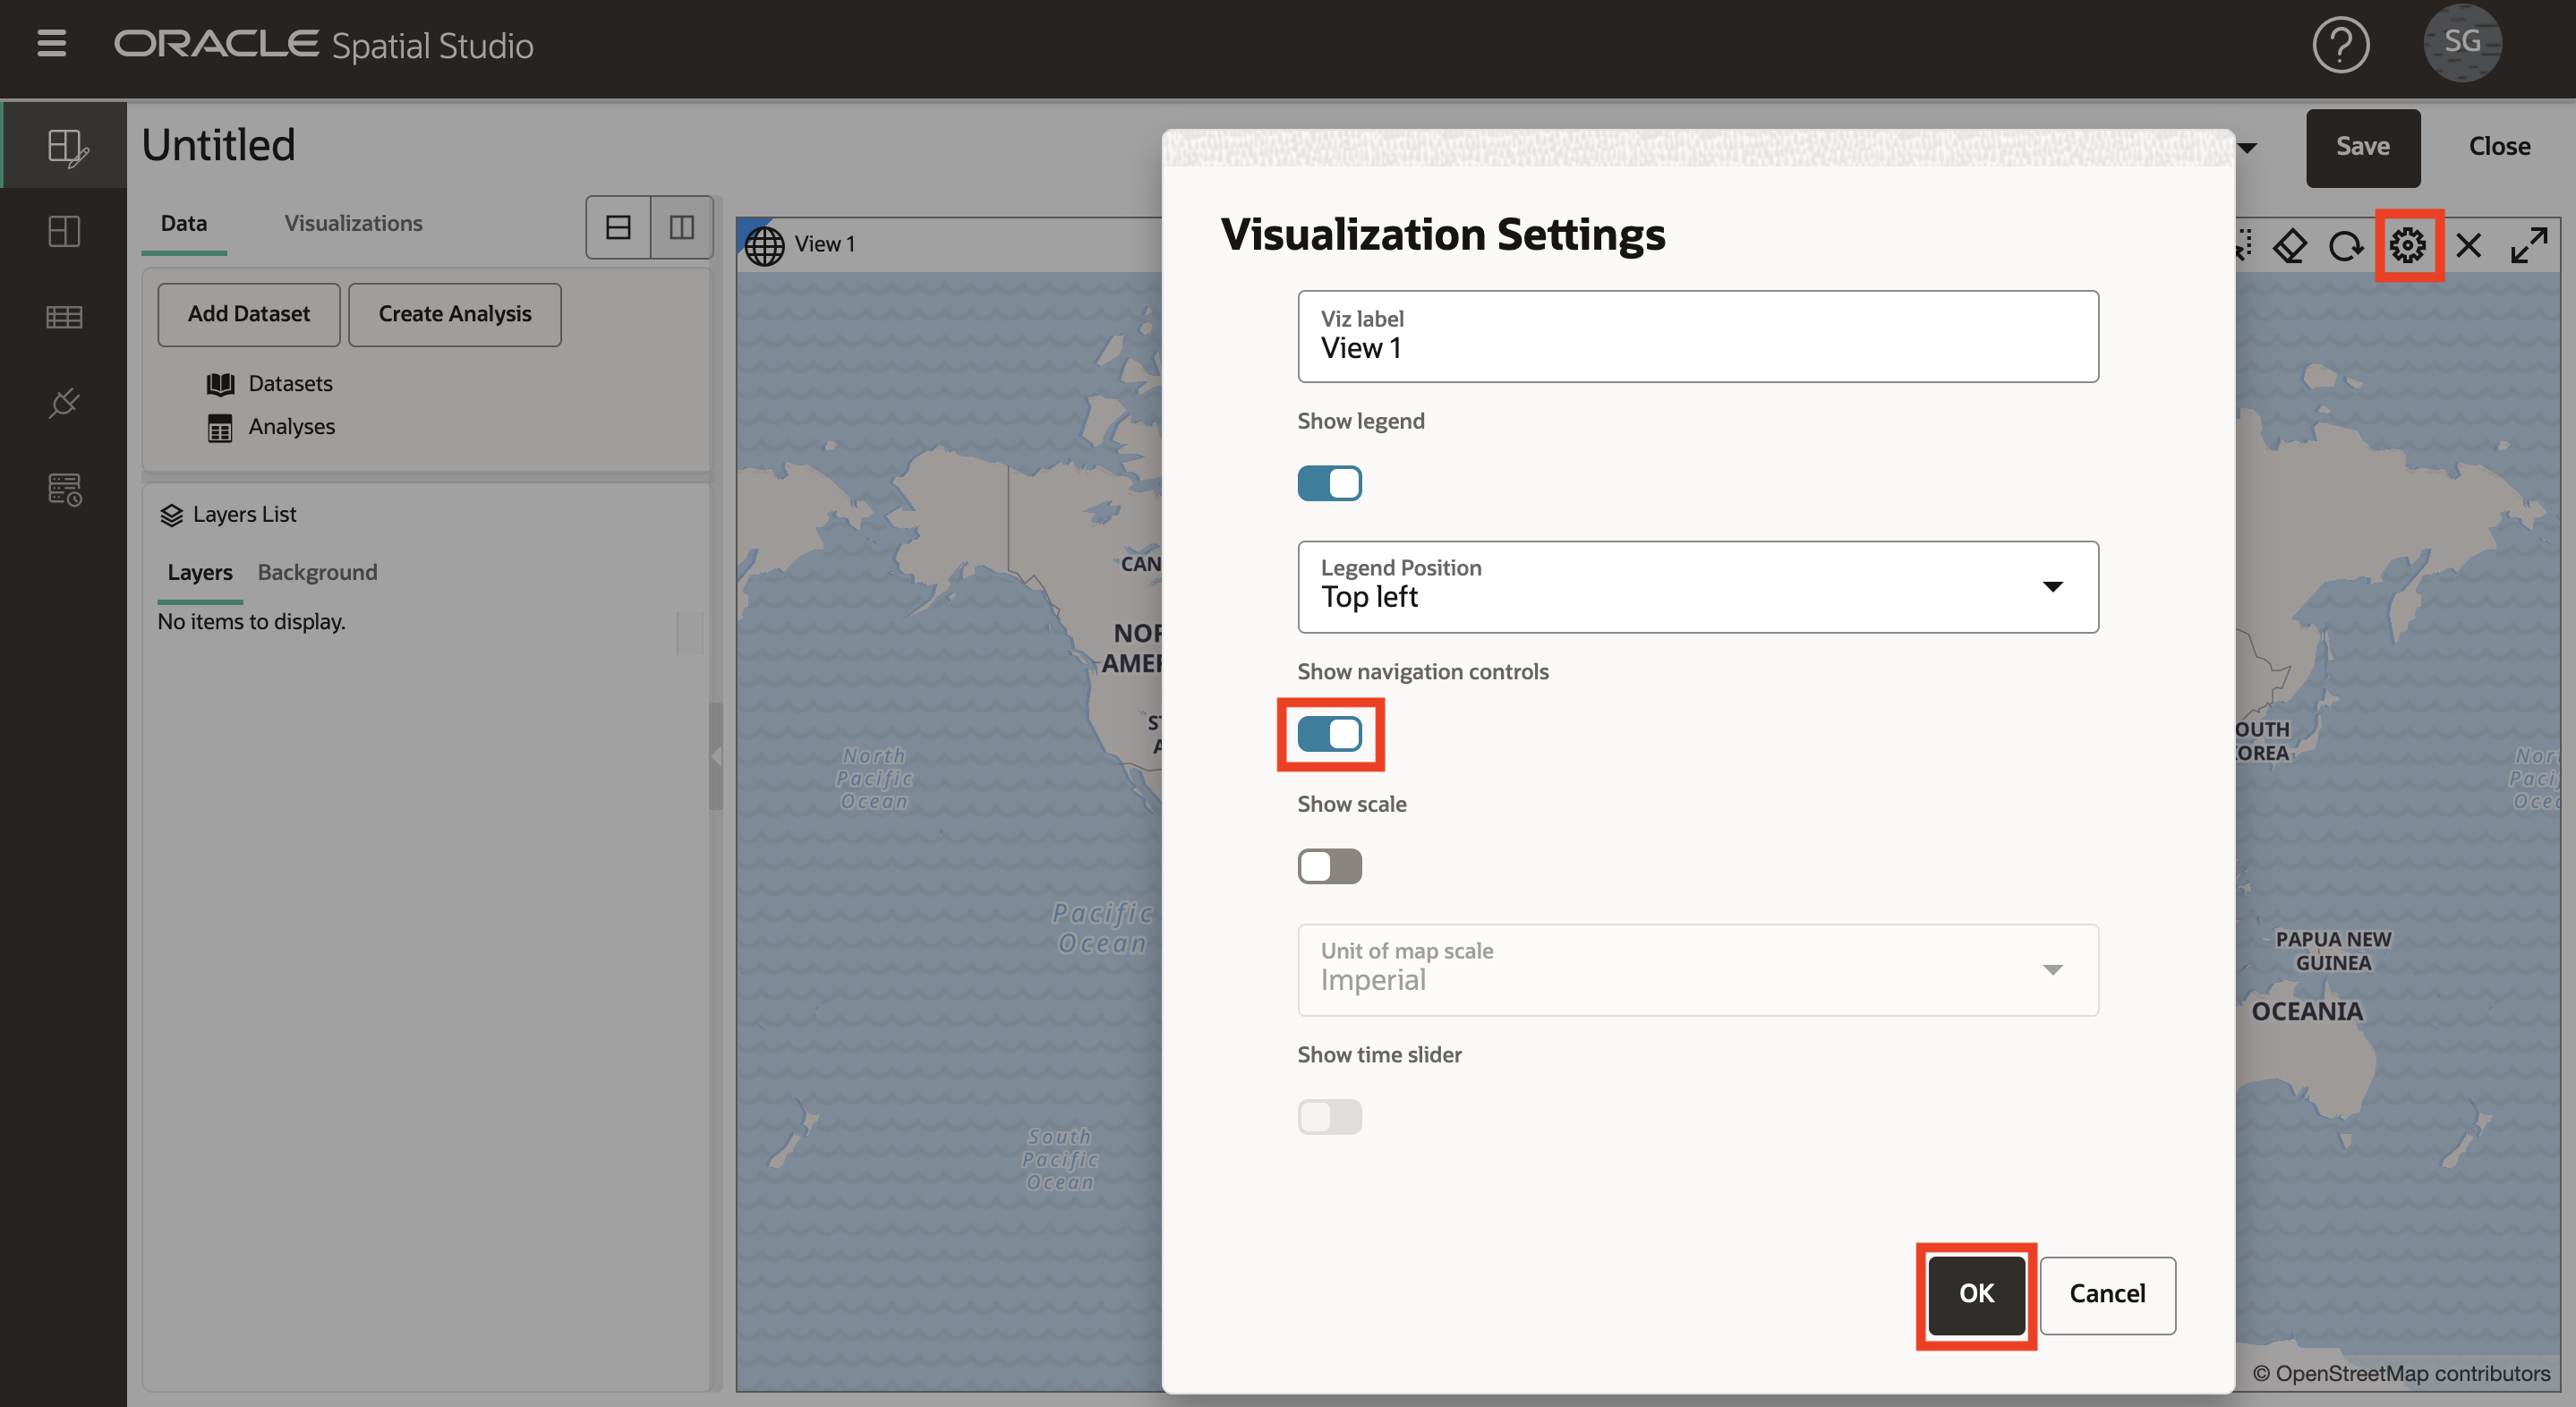 ORACLE Spatial Studio
?
SG
Untitled
Save
Close
Data
Visualizations
View 1
Add Dataset
Create Analysis
Datasets
Analyses
Layers List
Layers
Background
No items to display.
Visualization Settings
Viz label
View 1
Show legend
Legend Position
Top left
Show navigation controls
Show scale
Unit of map scale
Imperial
Show time slider
OK
Cancel
CAN
NOR
AMER
ST
A
North
Pacific
Ocean
Pacific
Ocean
South
Pacific
Ocean
OUTH
OREA
Nor
Paci
Ocea
PAPUA NEW
GUINEA
OCEANIA
© OpenStreetMap contributors